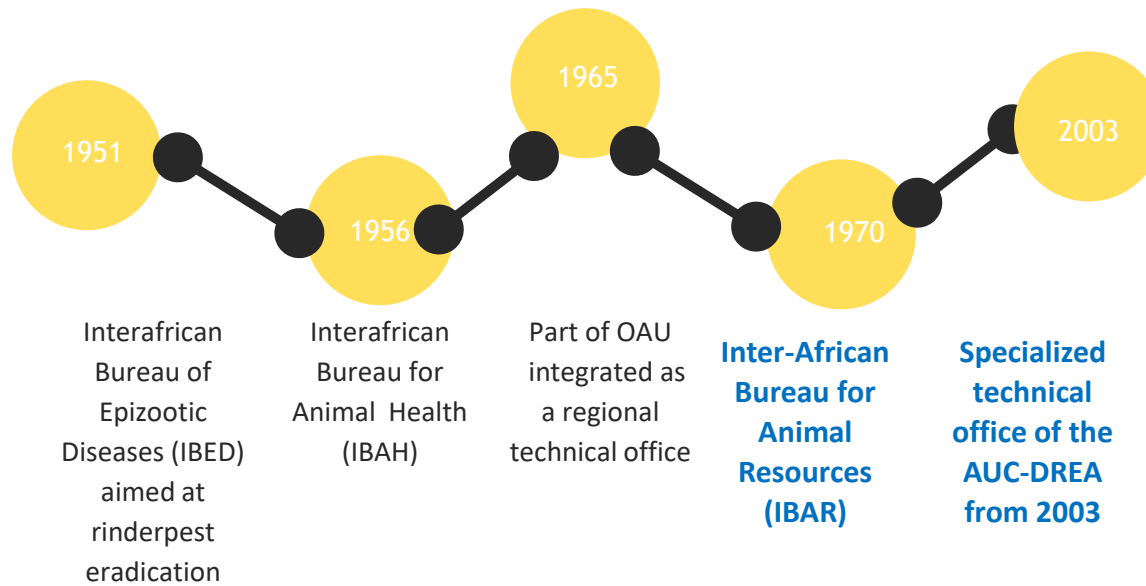 1951
1956
1965
1970
2003
Interafrican
Bureau of
Epizootic
Diseases (IBED)
aimed at
rinderpest
eradication
Interafrican
Bureau for
Animal Health
(IBAH)
Part of OAU
integrated as
a regional
technical office
Inter-African
Bureau for
Animal
Resources
(IBAR)
Specialized
technical
office of the
AUC-DREA
from 2003